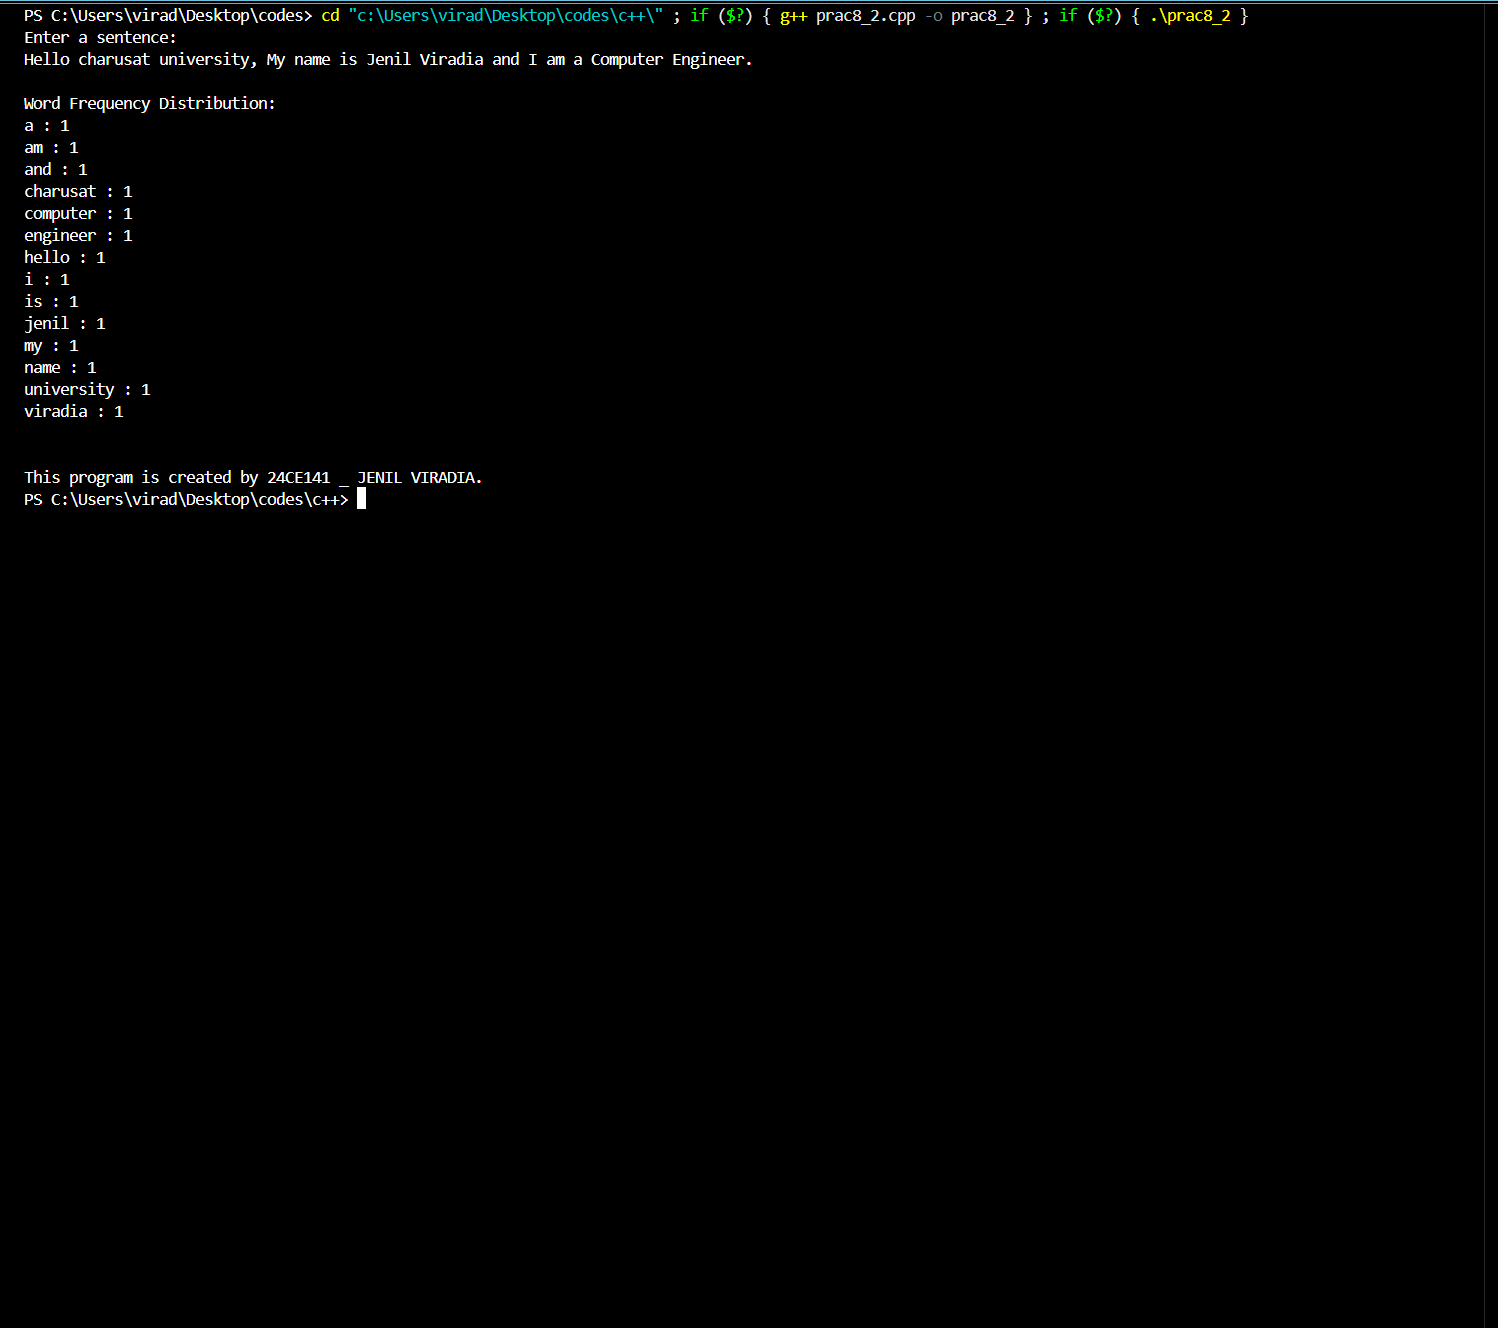 PS C:\Users\virad\Desktop\codes> cd "c:\Users\virad\Desktop\codes\c++\" ; if ($?) { g++ prac8_2.cpp -o prac8_2 } ; if ($?) { .\prac8_2 }
Enter a sentence:
Hello charusat university, My name is Jenil Viradia and I am a Computer Engineer.
Word Frequency Distribution:
a : 1
am : 1
and : 1
charusat : 1
computer : 1
engineer : 1
hello : 1
i : 1
is : 1
jenil : 1
my : 1
name : 1
university : 1
viradia : 1
This program is created by 24CE141 _ JENIL VIRADIA.
PS C:\Users\virad\Desktop\codes\c++>